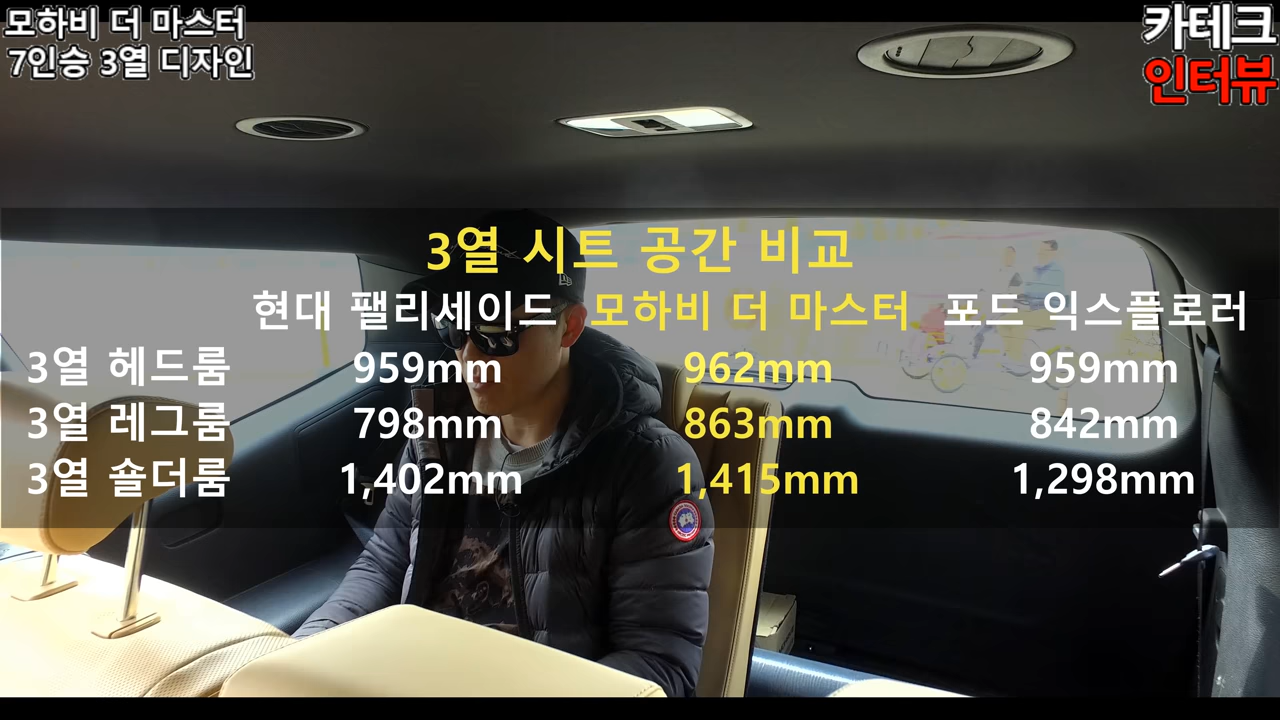 모하비 더 마스터
7인승 3열 디자인
카테크
인터뷰
3열 시트 공간 비교
현대 팰리세이드 모하비 더 마스터 포드 익스플로러
3열 헤드룸 959mm 962mm 959mm
3열 레그룸 798mm 863mm 842mm
3열 숄더룸 1,402mm 1,415mm 1,298mm